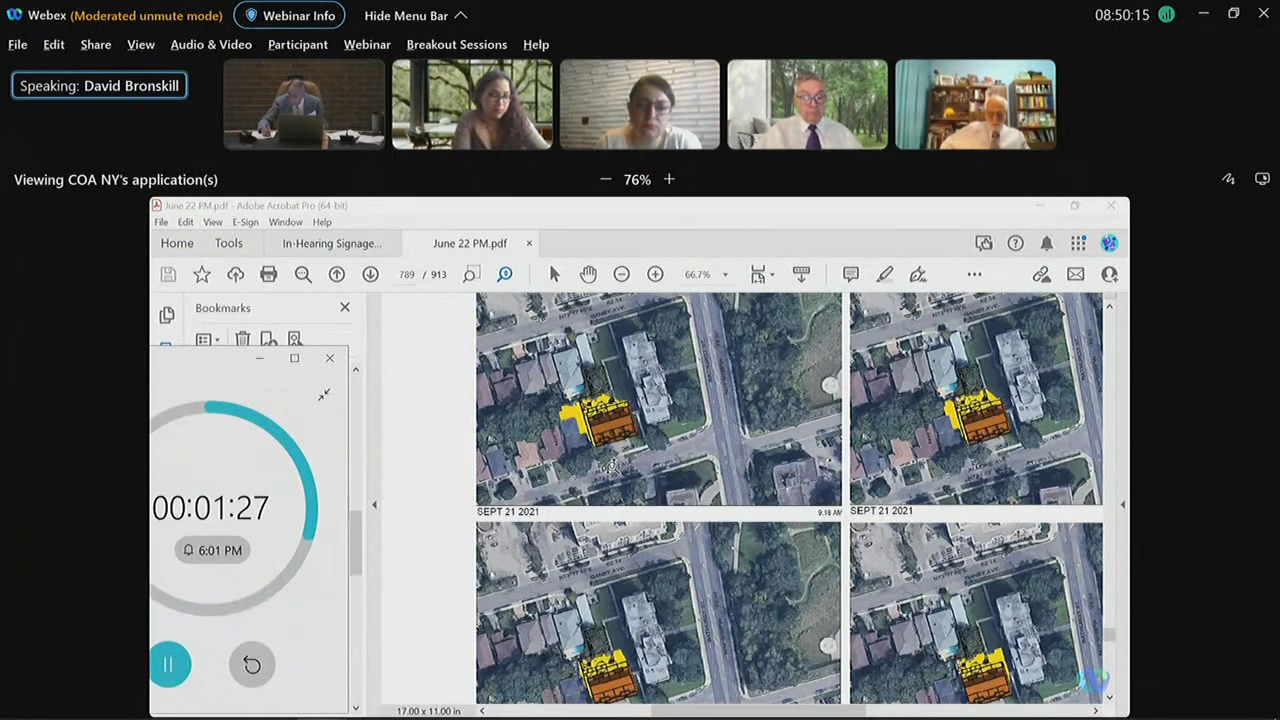 Webex (Moderated unmute mode) Webinar Info Hide Menu Bar 08:50:15
File Edit Share View Audio & Video Participant Webinar Breakout Sessions Help
Speaking: David Bronskill
Viewing COA NY's application(s) 76%
June 22 PM.pdf - Adobe Acrobat Pro (64-bit)
File Edit View E-Sign Window Help
Home Tools In-Hearing Signage... June 22 PM.pdf
789 / 913 66.7%
Bookmarks
SEPT 21 2021 9:18 AM SEPT 21 2021
00:01:27
6:01 PM
17.00 x 11.00 in